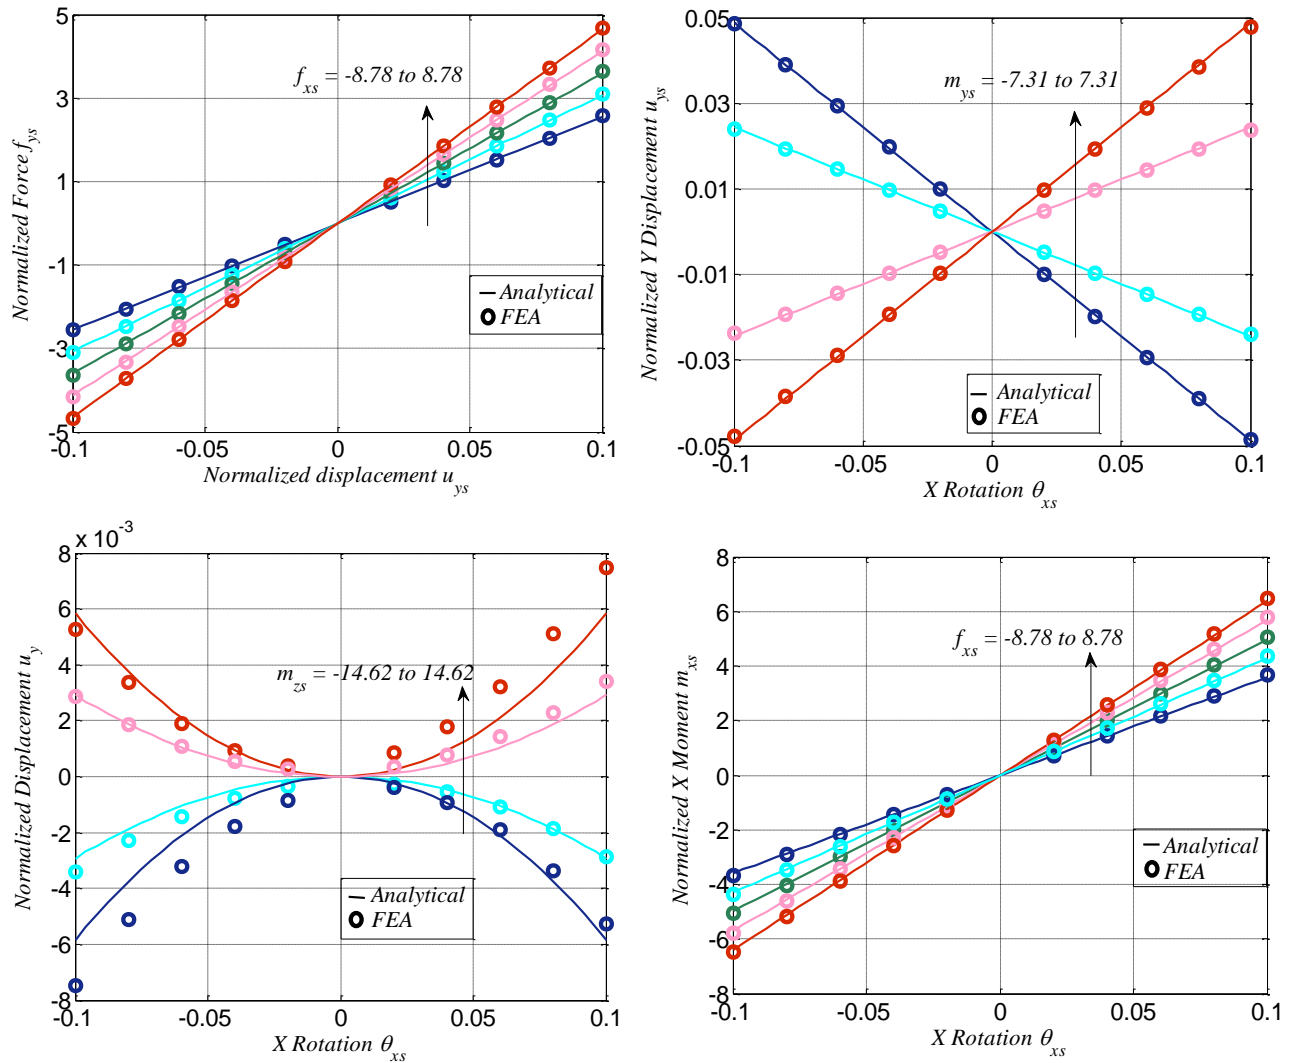 5
3
1
-1
-3
-5
-0.1
-0.05
0
0.05
0.1
Normalized Force f_ys
Normalized displacement u_ys
f_xs = -8.78 to 8.78
Analytical
FEA
0.05
0.03
0.01
-0.01
-0.03
-0.05
-0.1
-0.05
0
0.05
0.1
Normalized Y Displacement u_ys
X Rotation θ_xs
m_ys = -7.31 to 7.31
Analytical
FEA
x 10^-3
8
6
4
2
0
-2
-4
-6
-8
-0.1
-0.05
0
0.05
0.1
Normalized Displacement u_y
X Rotation θ_xs
m_zs = -14.62 to 14.62
Analytical
FEA
8
6
4
2
0
-2
-4
-6
-8
-0.1
-0.05
0
0.05
0.1
Normalized X Moment m_xs
X Rotation θ_xs
f_xs = -8.78 to 8.78
Analytical
FEA